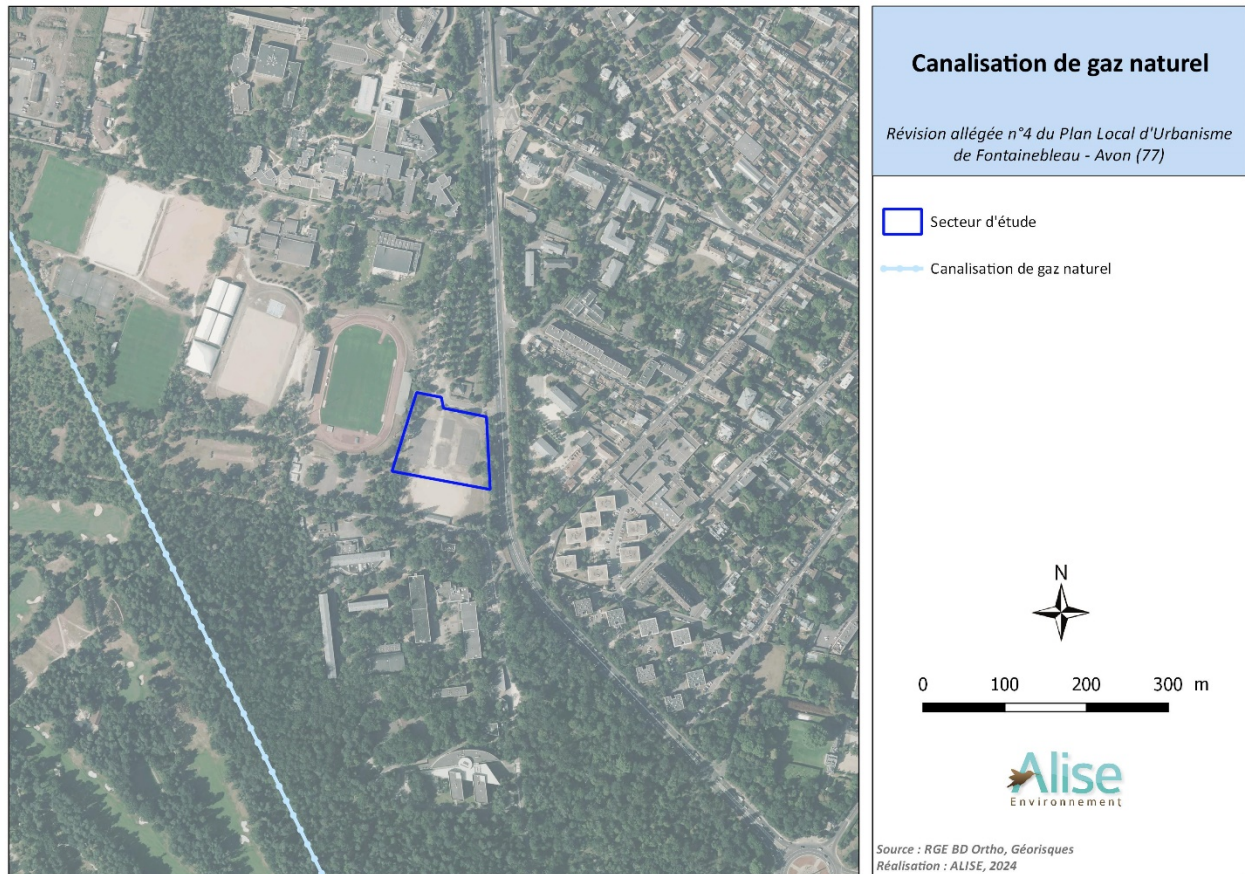 Canalisation de gaz naturel
Révision allégée n°4 du Plan Local d'Urbanisme
de Fontainebleau - Avon (77)
Secteur d'étude
Canalisation de gaz naturel
N
0 100 200 300 m
Alise
Environnement
Source : RGE BD Ortho, Géorisques
Réalisation : ALISE, 2024